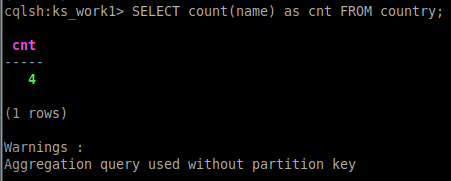 cqlsh:ks_work1> SELECT count(name) as cnt FROM country;
cnt
-----
4
(1 rows)
Warnings :
Aggregation query used without partition key